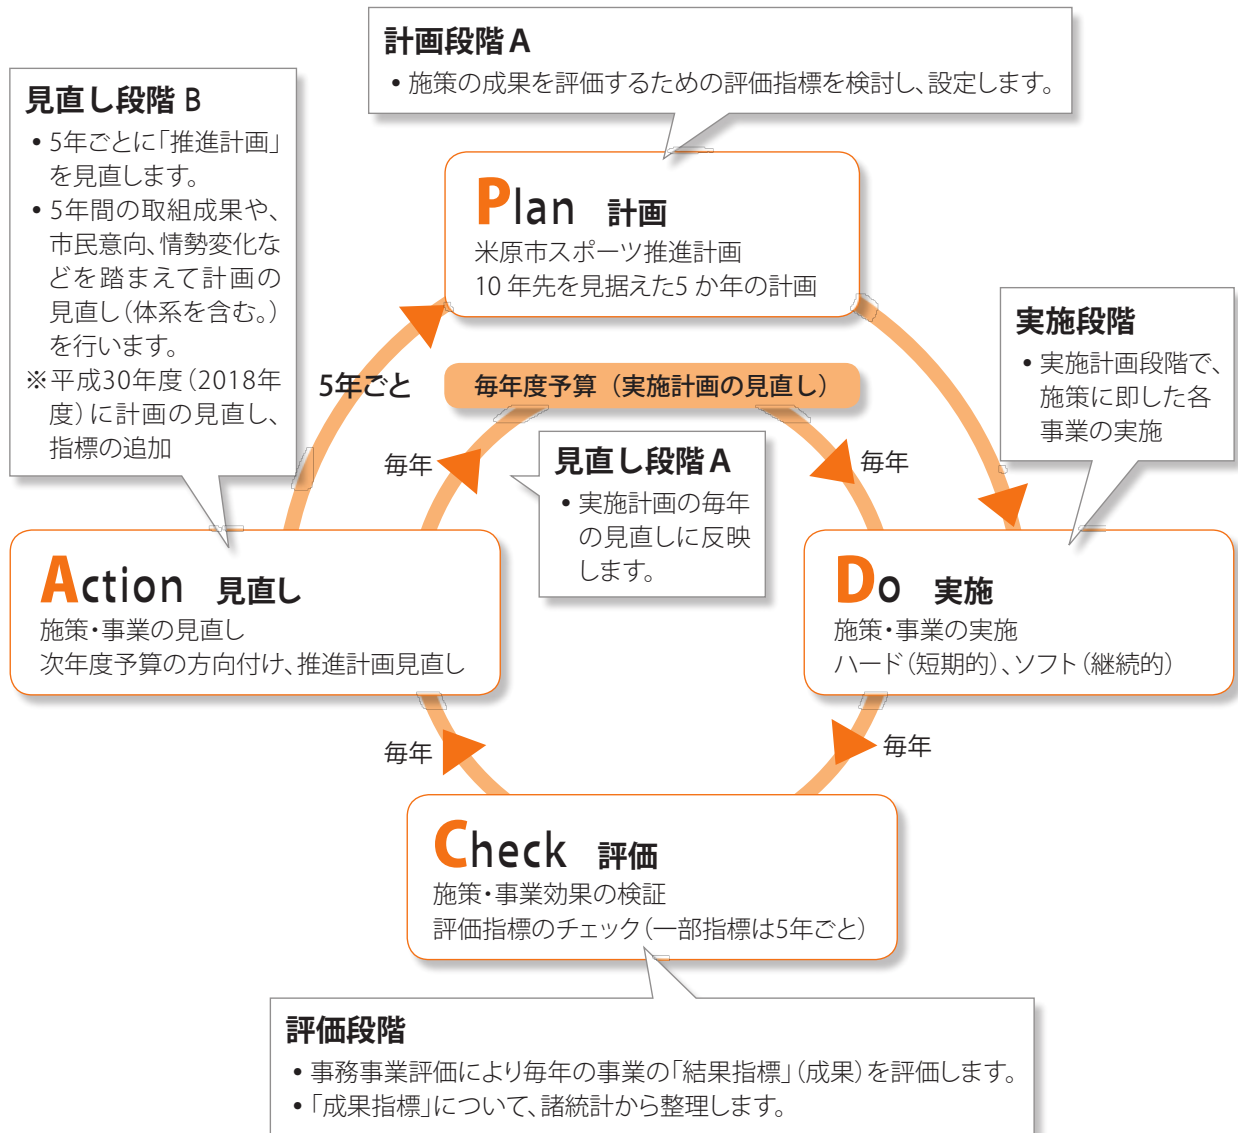 計画段階A
• 施策の成果を評価するための評価指標を検討し、設定します。
見直し段階 B
• 5年ごとに「推進計画」
を見直します。
• 5年間の取組成果や、
市民意向、情勢変化な
どを踏まえて計画の
見直し（体系を含む。）
を行います。
※平成30年度（2018年
度）に計画の見直し、
指標の追加
Plan 計画
米原市スポーツ推進計画
10 年先を見据えた5 か年の計画
実施段階
• 実施計画段階で、
施策に即した各
事業の実施
5年ごと
毎年度予算（実施計画の見直し）
毎年
見直し段階A
• 実施計画の毎年
の見直しに反映
します。
毎年
Action 見直し
施策・事業の見直し
次年度予算の方向付け、推進計画見直し
Do 実施
施策・事業の実施
ハード（短期的）、ソフト（継続的）
毎年
毎年
Check 評価
施策・事業効果の検証
評価指標のチェック（一部指標は5年ごと）
評価段階
• 事務事業評価により毎年の事業の「結果指標」（成果）を評価します。
• 「成果指標」について、諸統計から整理します。